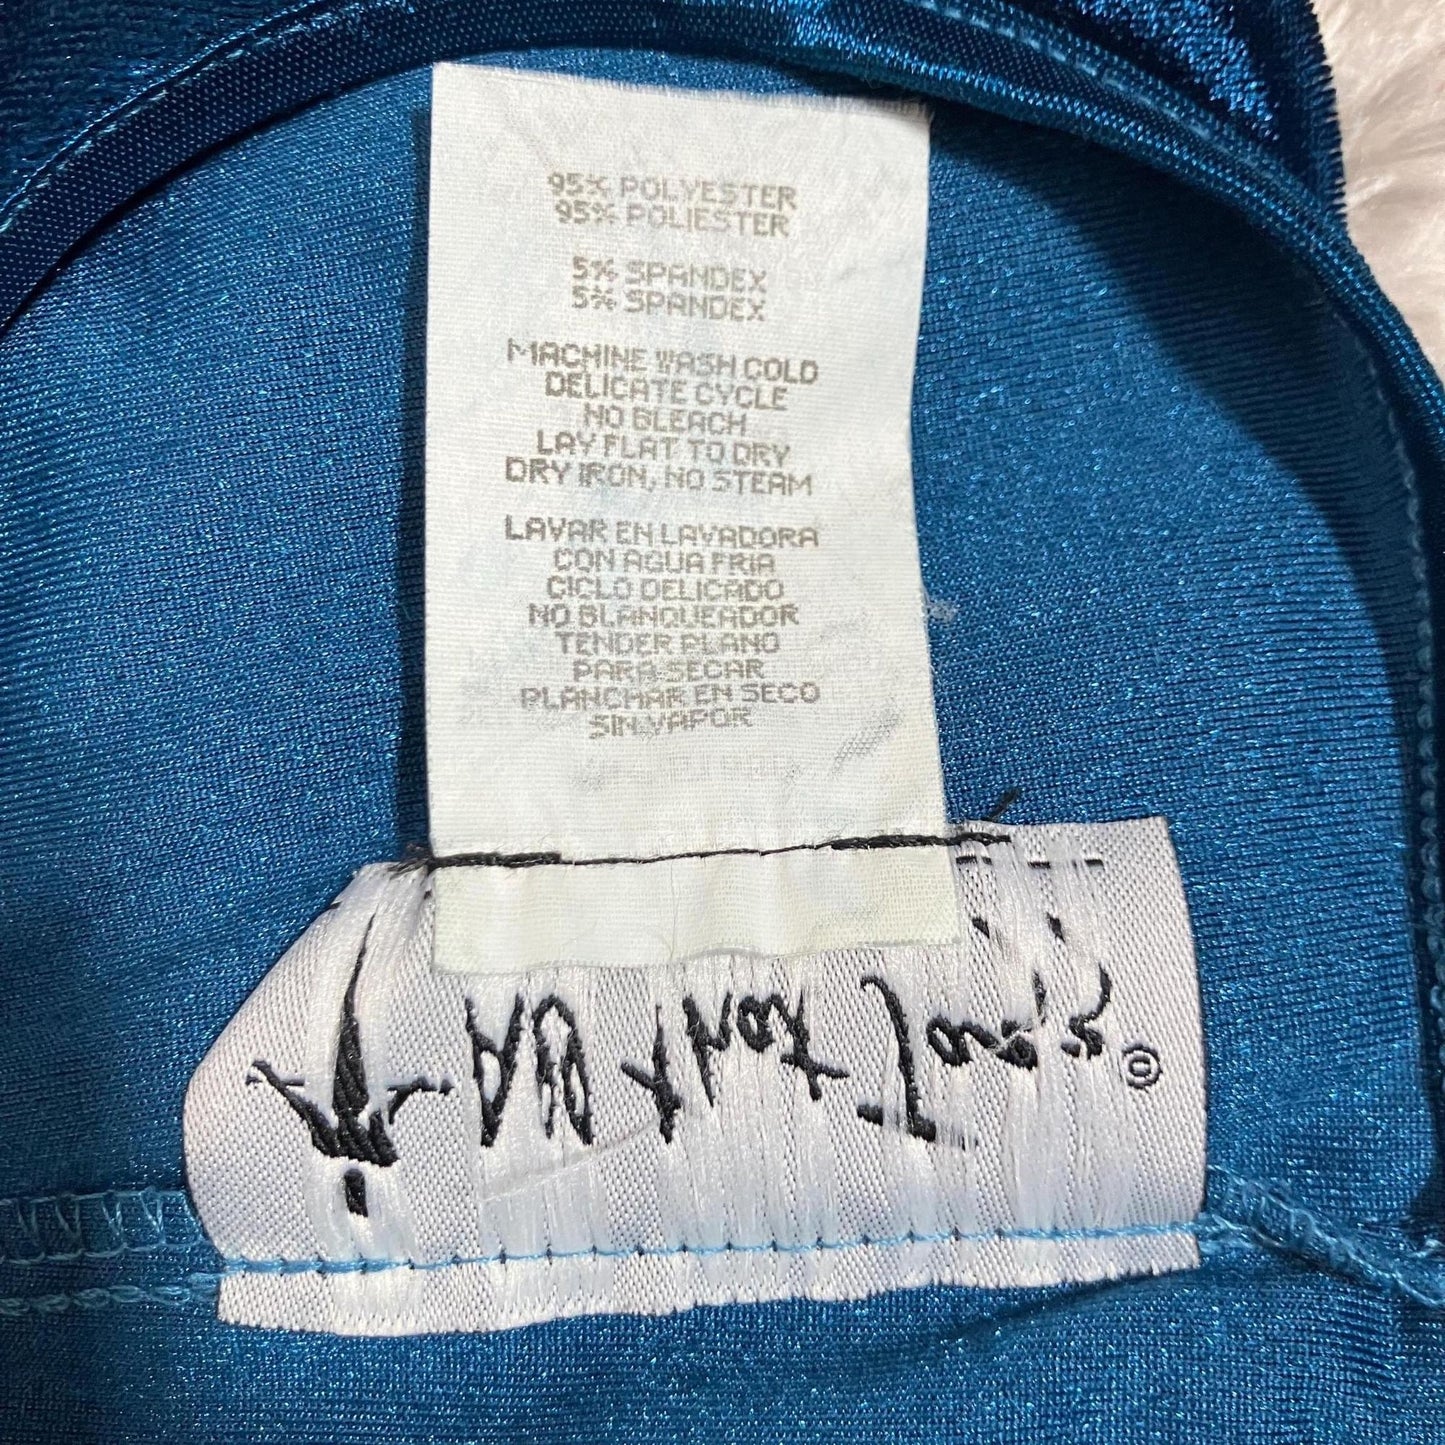 95% POLYESTER
95% POLIESTER
5% SPANDEX
5% SPANDEX
MACHINE WASH COLD
DELICATE CYCLE
NO BLEACH
LAY FLAT TO DRY
DRY IRON, NO STEAM
LAVAR EN LAVADORA
CON AGUA FRIA
CICLO DELICADO
NO BLANQUEADOR
TENDER PLANO
PARA SECAR
PLANCHAR EN SECO
SIN VAPOR
©